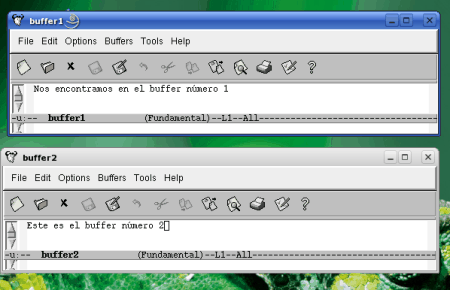 buffer1
File Edit Options Buffers Tools Help
Nos encontramos en el buffer número 1
-u:-- buffer1 (Fundamental)--L1--All----------------------------
buffer2
File Edit Options Buffers Tools Help
Este es el buffer número 2
-u:-- buffer2 (Fundamental)--L1--All----------------------------